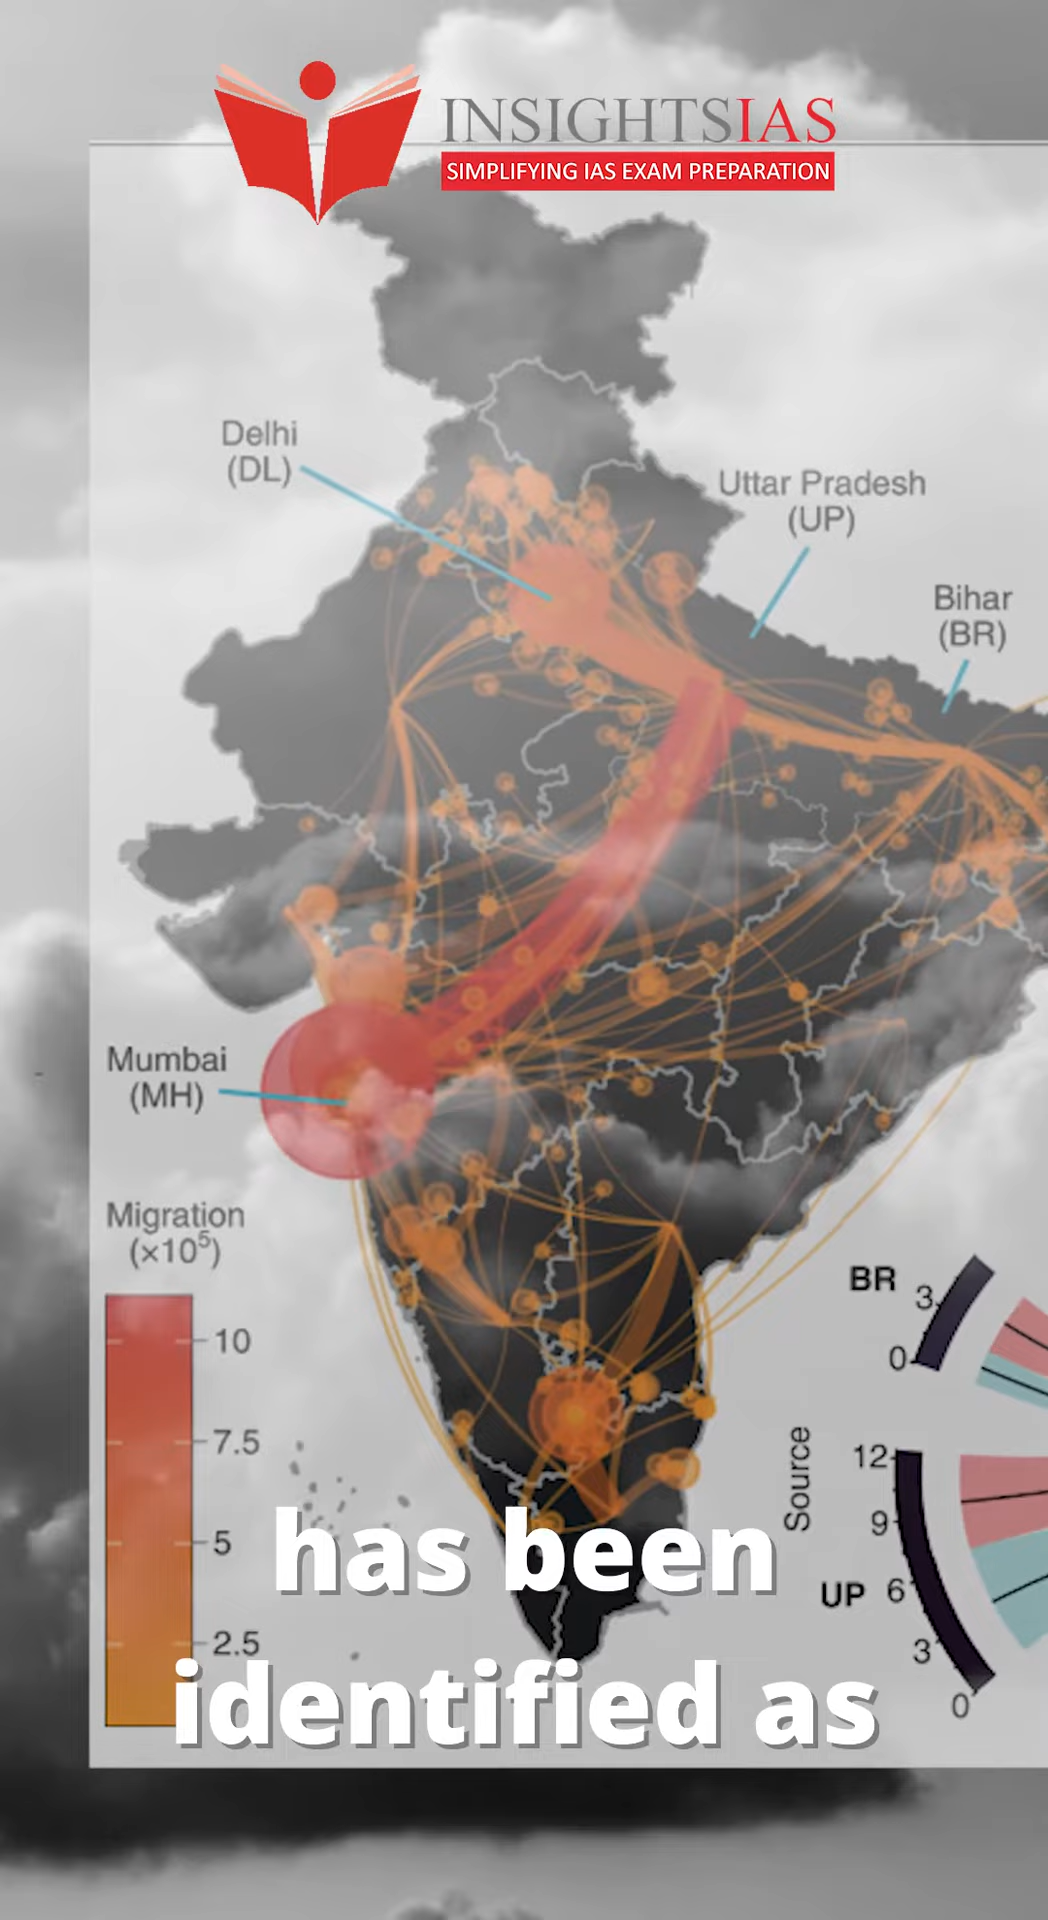 INSIGHTSIAS
SIMPLIFYING IAS EXAM PREPARATION
Delhi
(DL)
Uttar Pradesh
(UP)
Bihar
(BR)
Mumbai
(MH)
Migration
(×10⁵)
10
7.5
5
2.5
BR
3
0
Source
12
9
UP
6
3
0
has been
identified as